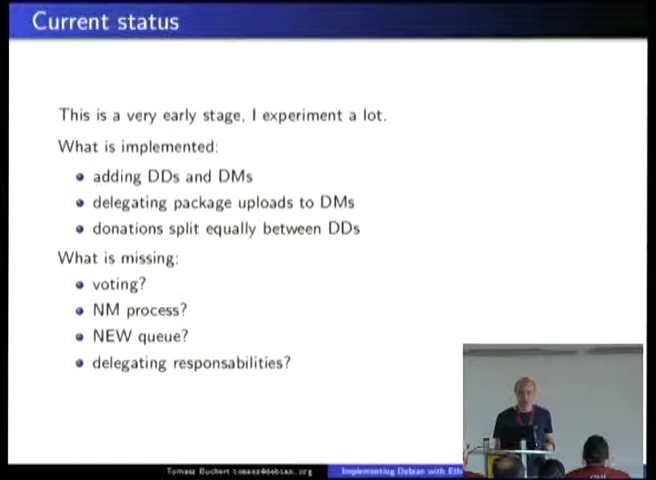 Current status
This is a very early stage, I experiment a lot.
What is implemented:
adding DDs and DMs
delegating package uploads to DMs
donations split equally between DDs
What is missing:
voting?
NM process?
NEW queue?
delegating responsabilities?
Tomasz Buchert tomasz@debian.org Implementing Debian with Eth